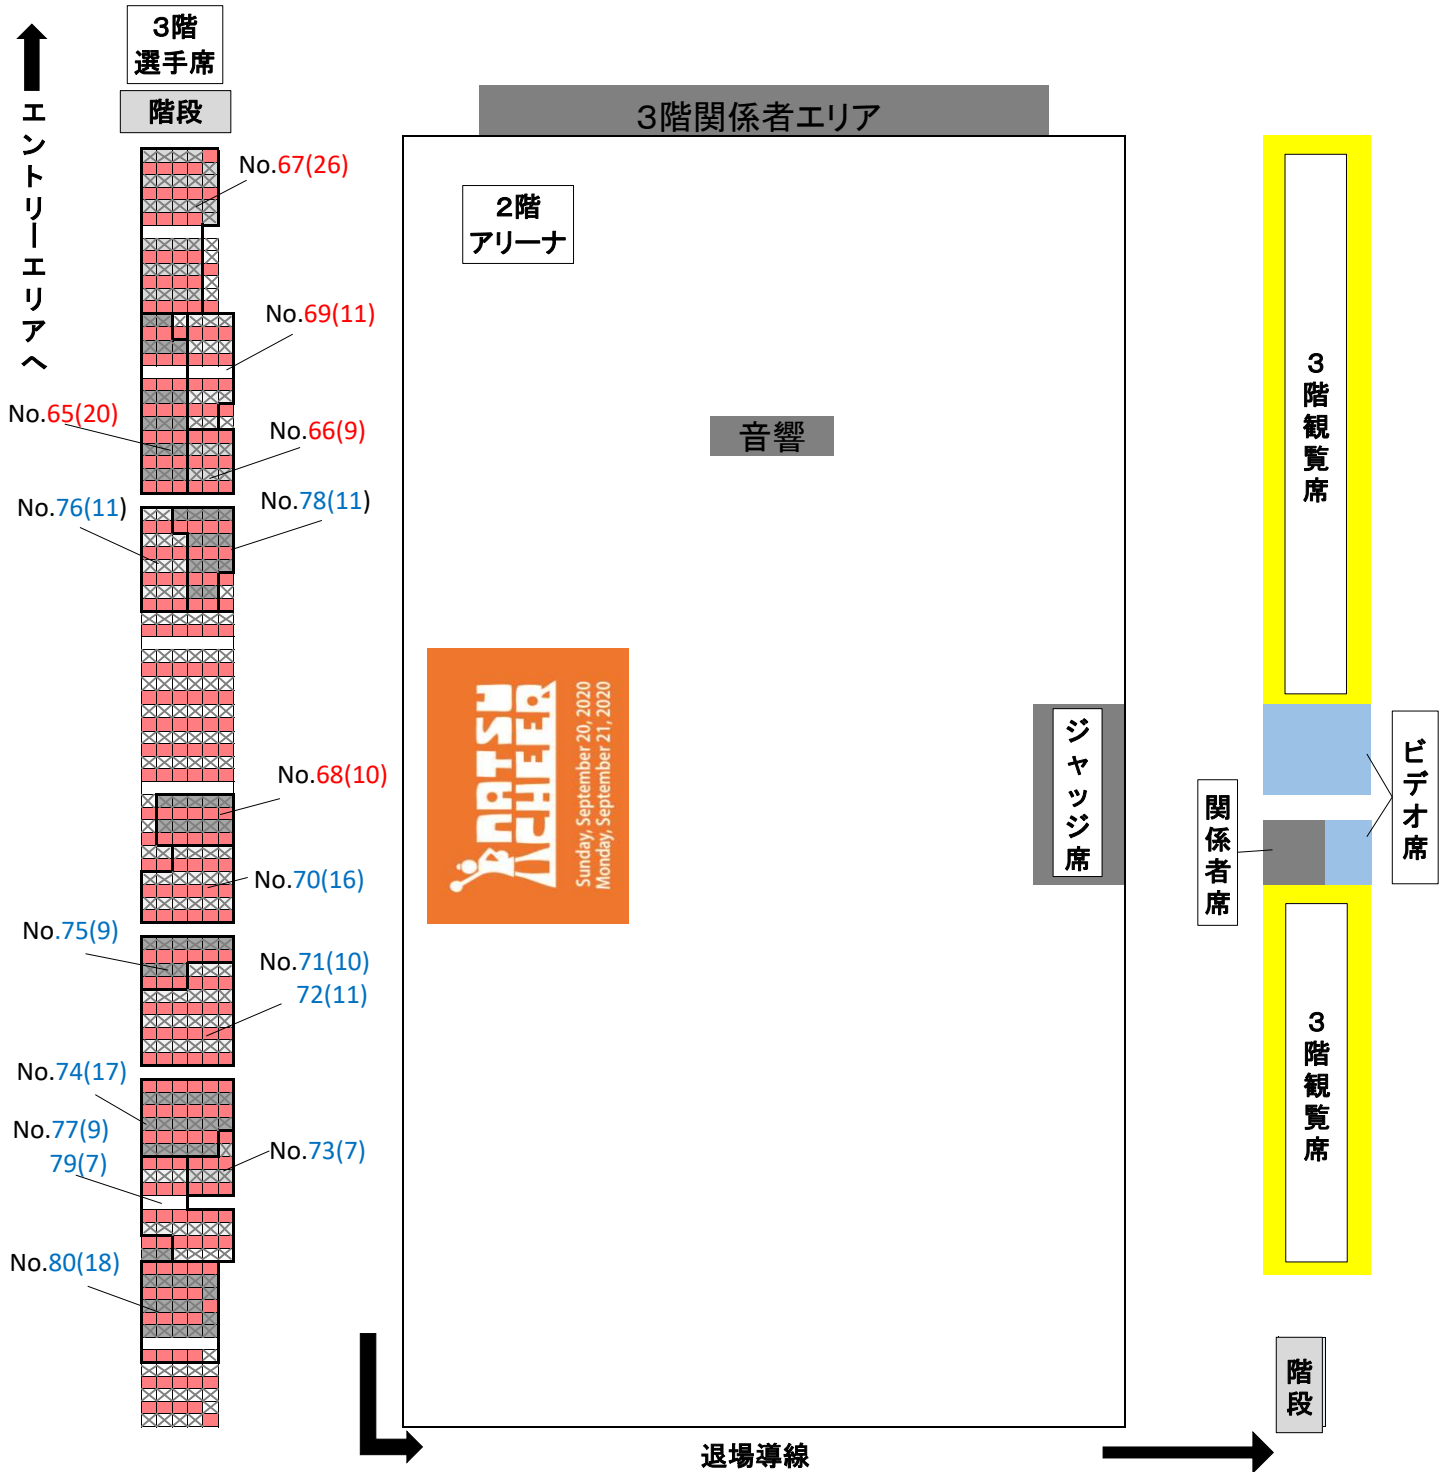 3階
選手席
階段
エントリーエリアへ
3階関係者エリア
2階
アリーナ
No.67(26)
No.69(11)
No.65(20)
No.66(9)
No.76(11)
No.78(11)
No.68(10)
No.70(16)
No.75(9)
No.71(10)
72(11)
No.74(17)
No.77(9)
79(7)
No.73(7)
No.80(18)
音響
NATSU
CHEER
Sunday, September 20, 2020
Monday, September 21, 2020
ジャッジ席
3階観覧席
ビデオ席
関係者席
3階観覧席
階段
退場導線